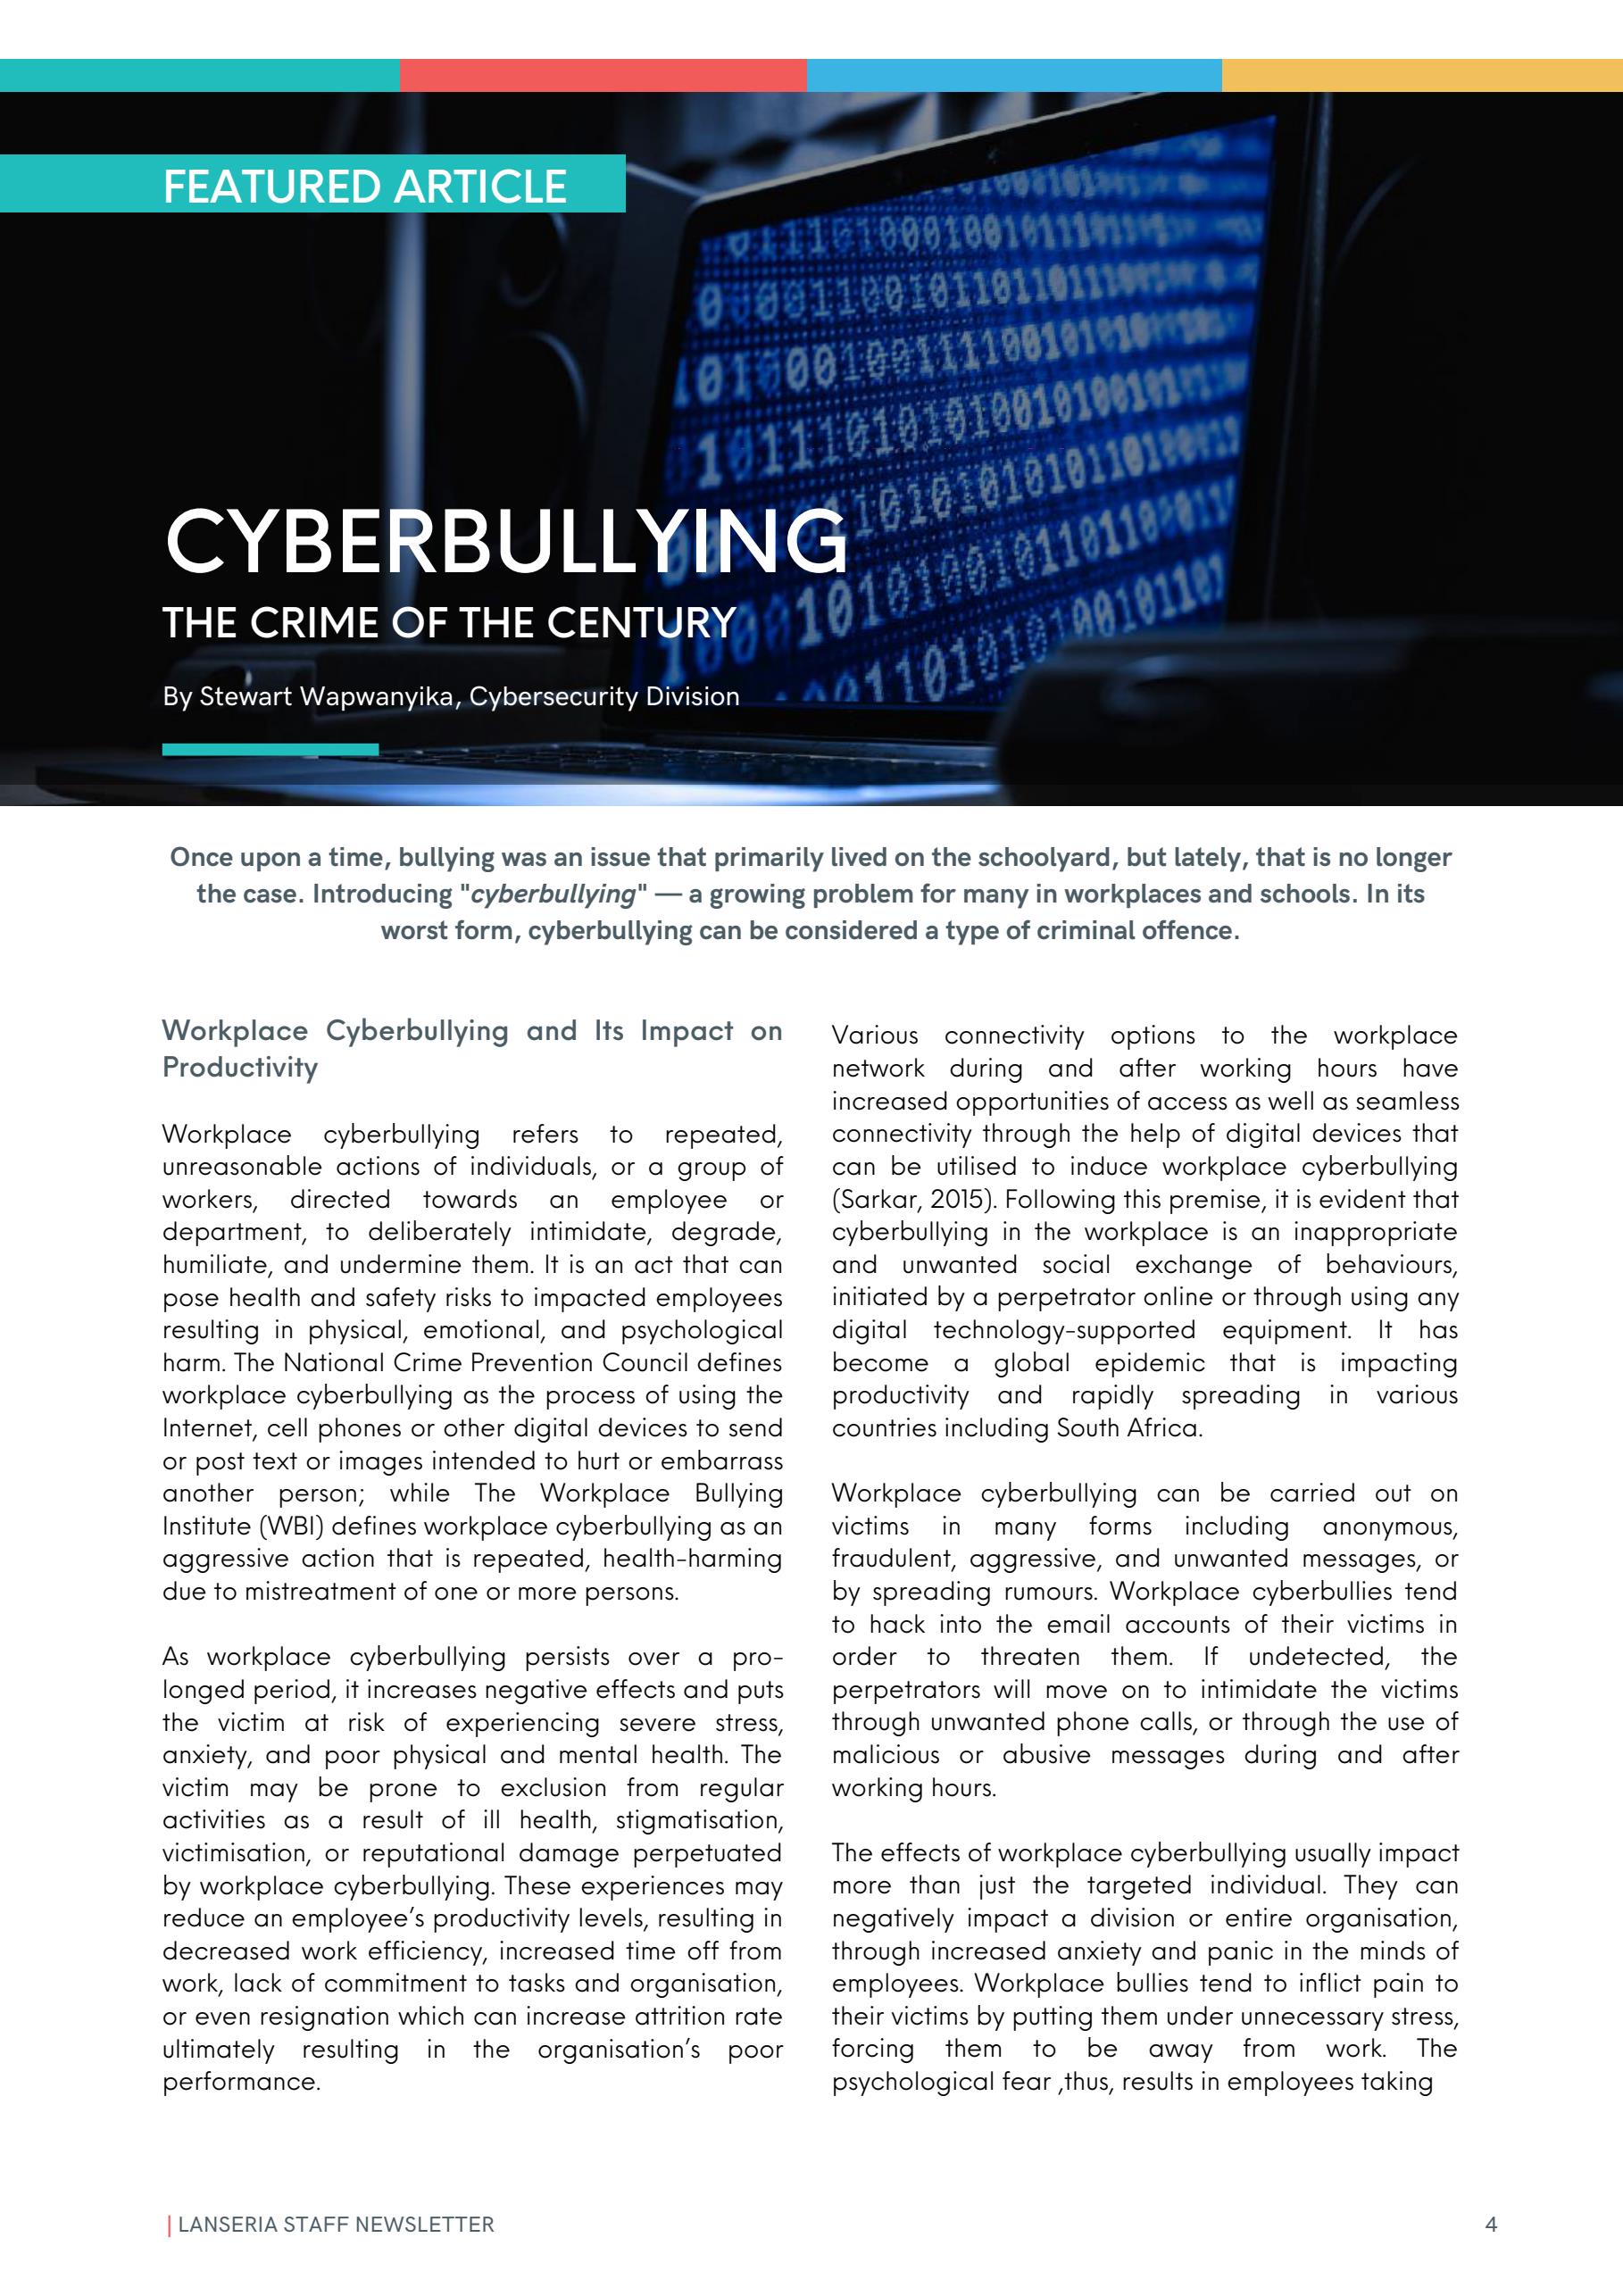 FEATURED ARTICLE
CYBERBULLYING
THE CRIME OF THE CENTURY
By Stewart Wapwanyika, Cybersecurity Division
Once upon a time, bullying was an issue that primarily lived on the schoolyard, but lately, that is no longer
the case. Introducing "cyberbullying" — a growing problem for many in workplaces and schools. In its
worst form, cyberbullying can be considered a type of criminal offence.
Workplace Cyberbullying and Its Impact on
Productivity
Workplace cyberbullying refers to repeated,
unreasonable actions of individuals, or a group of
workers, directed towards an employee or
department, to deliberately intimidate, degrade,
humiliate, and undermine them. It is an act that can
pose health and safety risks to impacted employees
resulting in physical, emotional, and psychological
harm. The National Crime Prevention Council defines
workplace cyberbullying as the process of using the
Internet, cell phones or other digital devices to send
or post text or images intended to hurt or embarrass
another person; while The Workplace Bullying
Institute (WBI) defines workplace cyberbullying as an
aggressive action that is repeated, health-harming
due to mistreatment of one or more persons.
As workplace cyberbullying persists over a pro-
longed period, it increases negative effects and puts
the victim at risk of experiencing severe stress,
anxiety, and poor physical and mental health. The
victim may be prone to exclusion from regular
activities as a result of ill health, stigmatisation,
victimisation, or reputational damage perpetuated
by workplace cyberbullying. These experiences may
reduce an employee’s productivity levels, resulting in
decreased work efficiency, increased time off from
work, lack of commitment to tasks and organisation,
or even resignation which can increase attrition rate
ultimately resulting in the organisation’s poor
performance.
Various connectivity options to the workplace
network during and after working hours have
increased opportunities of access as well as seamless
connectivity through the help of digital devices that
can be utilised to induce workplace cyberbullying
(Sarkar, 2015). Following this premise, it is evident that
cyberbullying in the workplace is an inappropriate
and unwanted social exchange of behaviours,
initiated by a perpetrator online or through using any
digital technology-supported equipment. It has
become a global epidemic that is impacting
productivity and rapidly spreading in various
countries including South Africa.
Workplace cyberbullying can be carried out on
victims in many forms including anonymous,
fraudulent, aggressive, and unwanted messages, or
by spreading rumours. Workplace cyberbullies tend
to hack into the email accounts of their victims in
order to threaten them. If undetected, the
perpetrators will move on to intimidate the victims
through unwanted phone calls, or through the use of
malicious or abusive messages during and after
working hours.
The effects of workplace cyberbullying usually impact
more than just the targeted individual. They can
negatively impact a division or entire organisation,
through increased anxiety and panic in the minds of
employees. Workplace bullies tend to inflict pain to
their victims by putting them under unnecessary stress,
forcing them to be away from work. The
psychological fear ,thus, results in employees taking
| LANSERIA STAFF NEWSLETTER
4